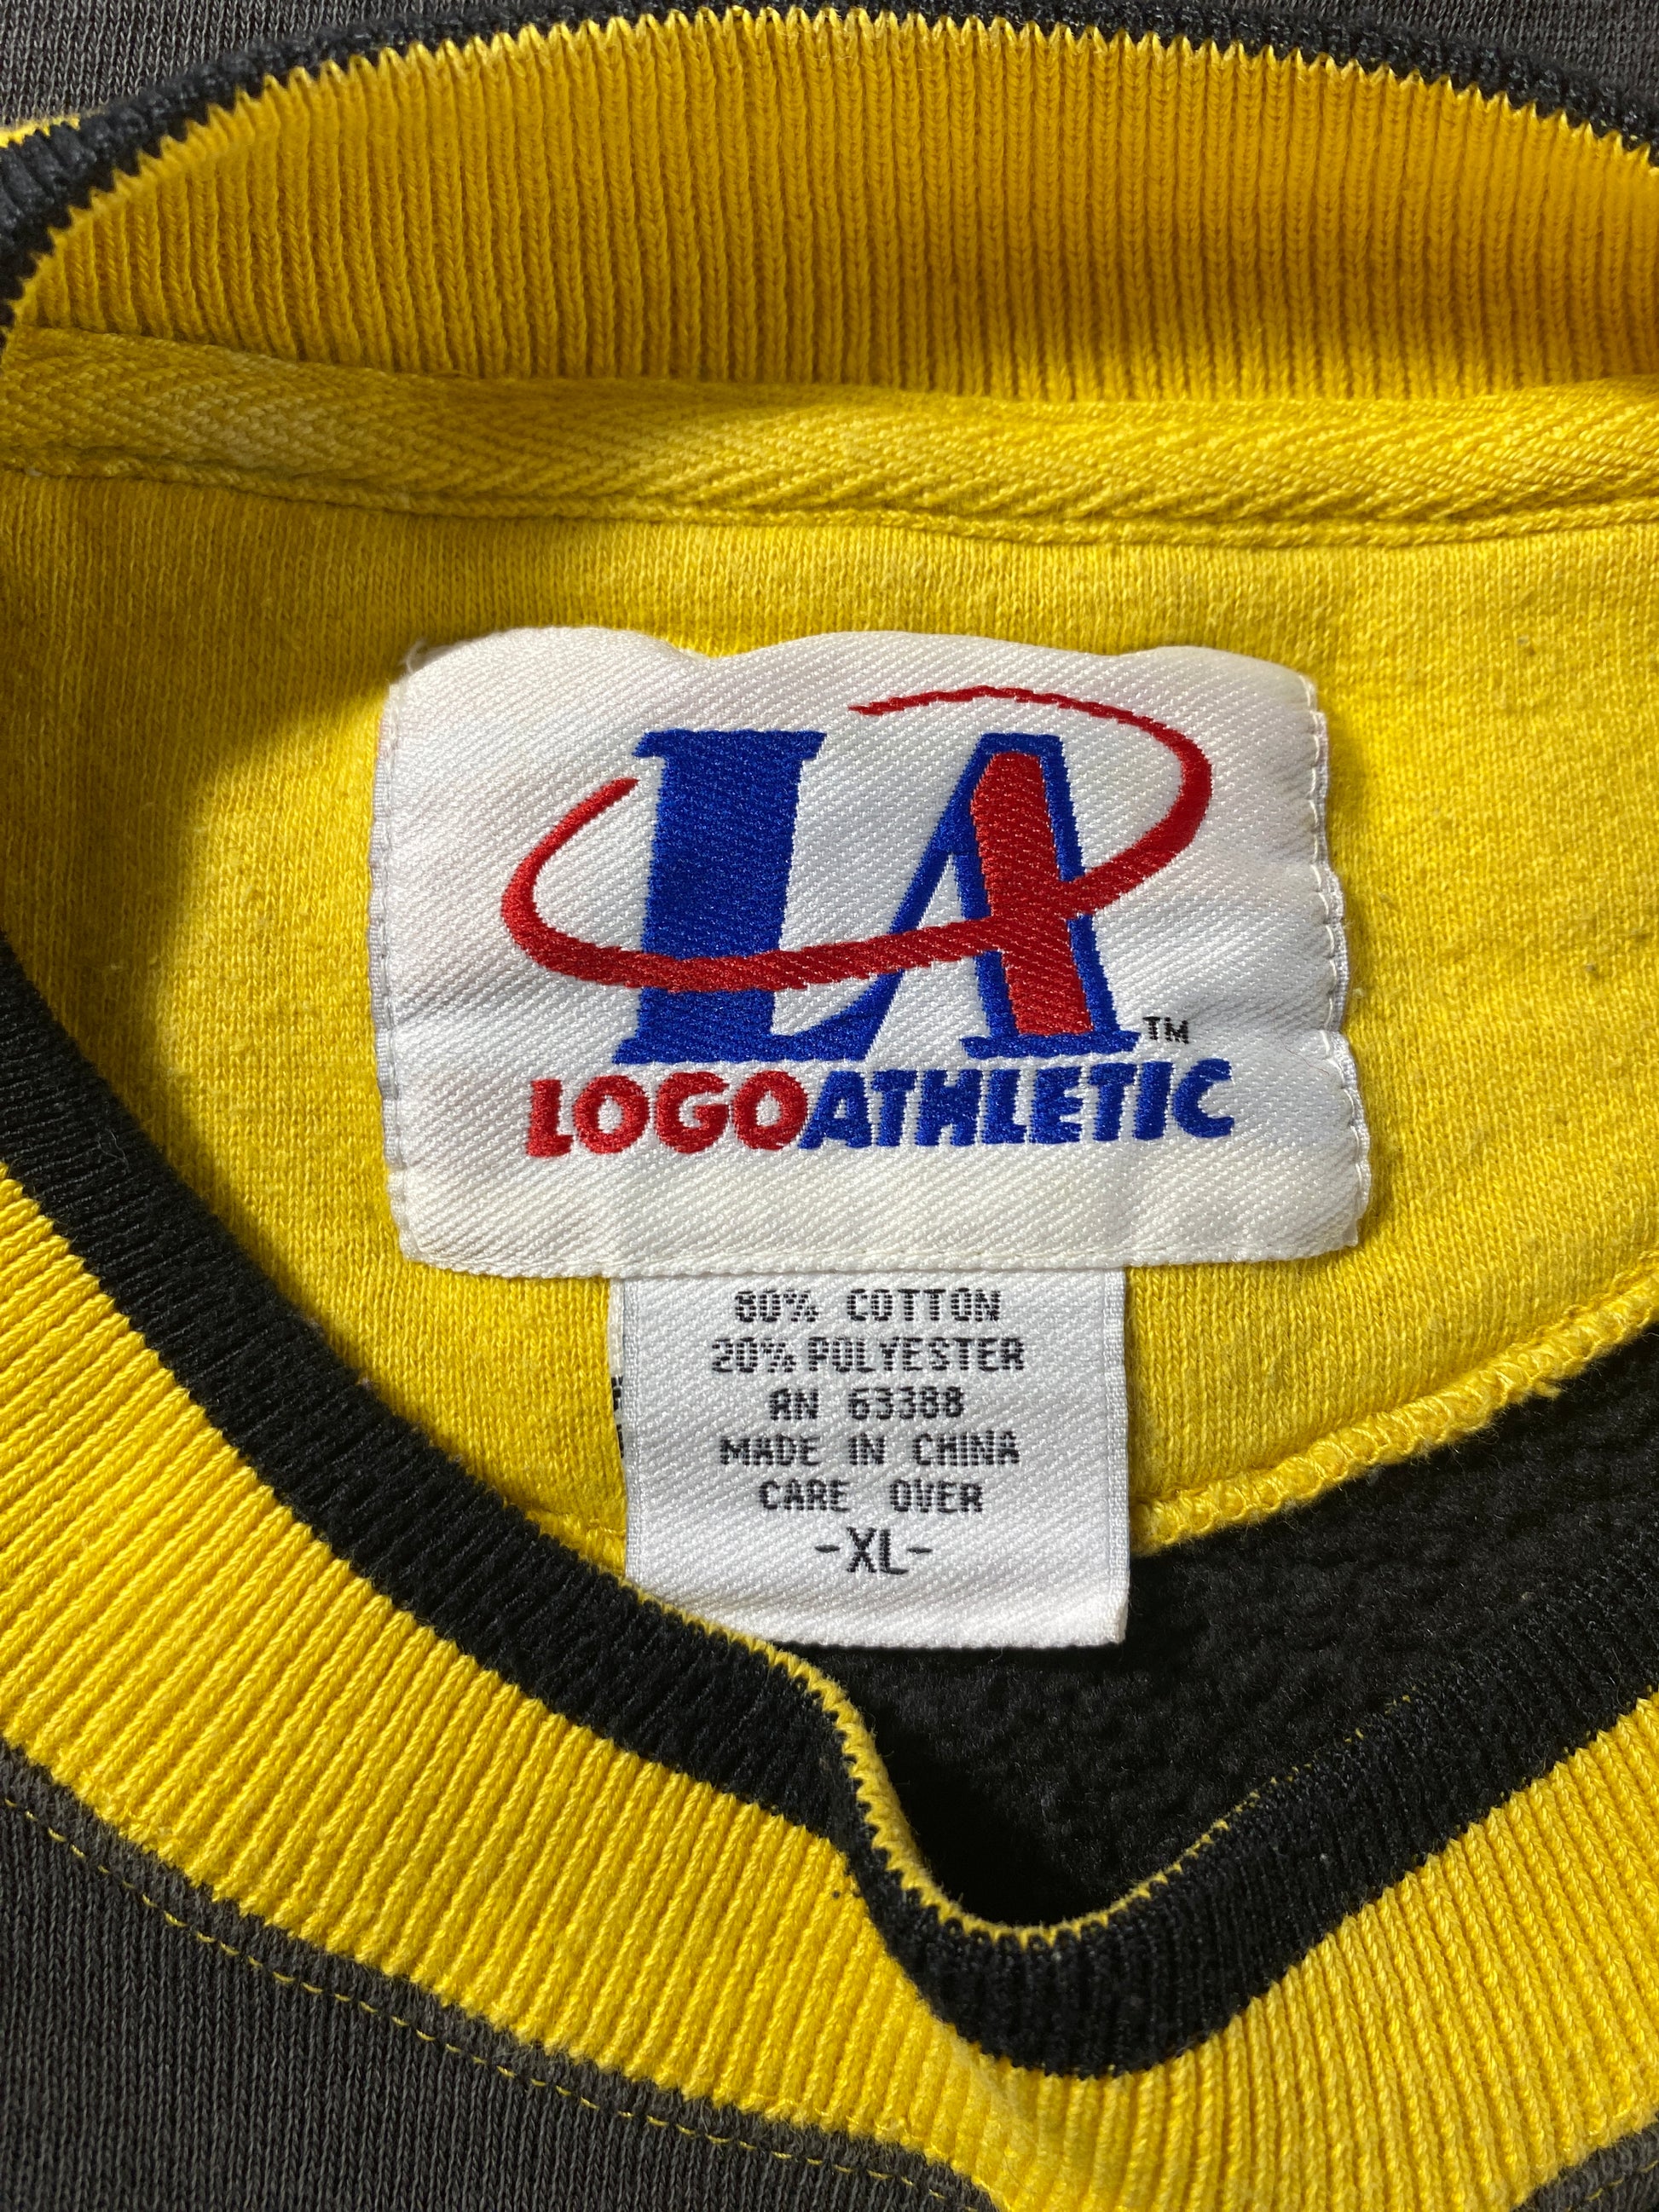 LA
TM
LOGOATHLETIC
80% COTTON
20% POLYESTER
RN 63388
MADE IN CHINA
CARE OVER
-XL-